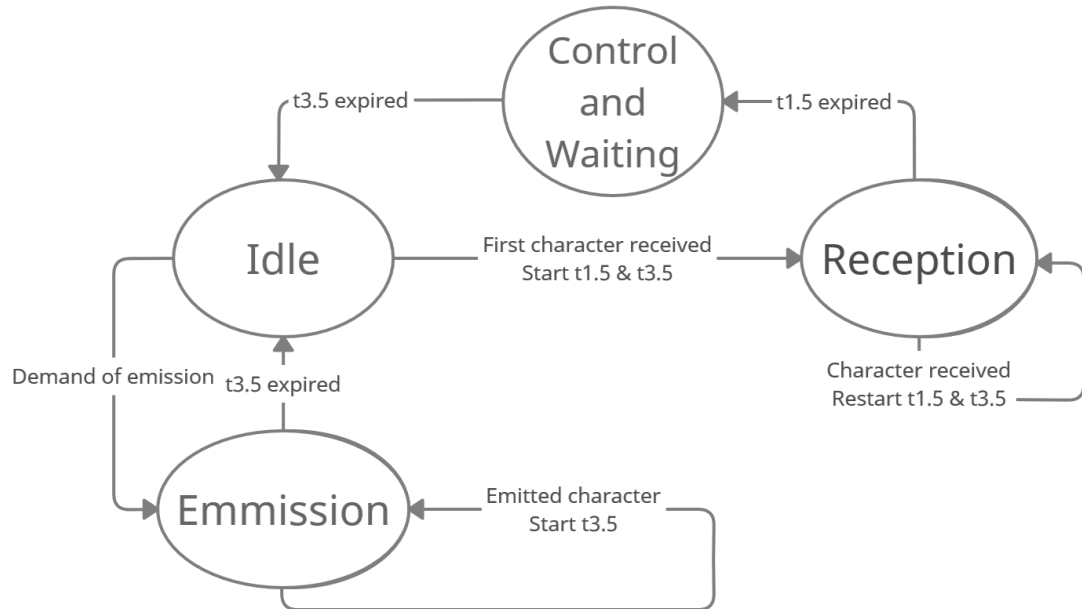 Control
and
Waiting
t3.5 expired
t1.5 expired
Idle
First character received
Start t1.5 & t3.5
Reception
Demand of emission
t3.5 expired
Character received
Restart t1.5 & t3.5
Emmission
Emitted character
Start t3.5